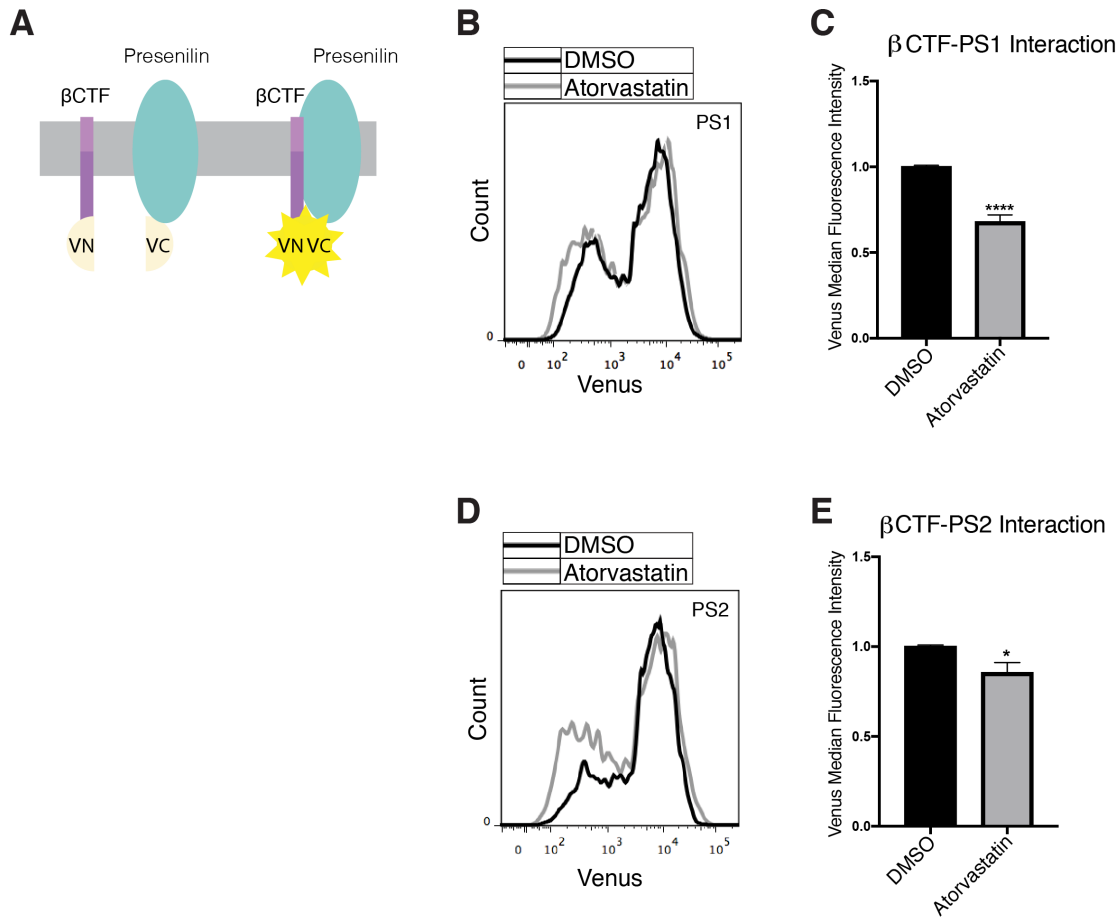 A
Presenilin
Presenilin
βCTF
βCTF
VN
VC
VN VC
B
DMSO
Atorvastatin
PS1
Count
0
0 10² 10³ 10⁴ 10⁵
Venus
C
βCTF-PS1 Interaction
Venus Median Fluorescence Intensity
1.5
1.0
0.5
0.0
****
DMSO
Atorvastatin
D
DMSO
Atorvastatin
PS2
Count
0
0 10² 10³ 10⁴ 10⁵
Venus
E
βCTF-PS2 Interaction
Venus Median Fluorescence Intensity
1.5
1.0
0.5
0.0
*
DMSO
Atorvastatin